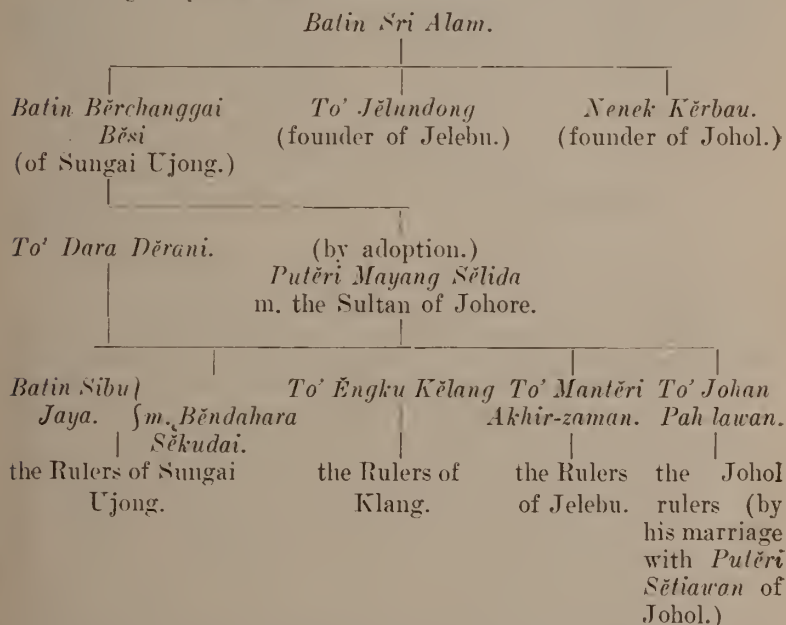 Batin Sri Alam.
Batin Bĕrchanggai To' Jĕlundong Nenek Kĕrbau.
Bĕsi (founder of Jelebu.) (founder of Johol.)
(of Sungai Ujong.)
To' Dara Dĕrani. (by adoption.)
Putĕri Mayang Sĕlida
m. the Sultan of Johore.
Batin Sibu To' Ĕngku Kĕlang To' Mantĕri To' Johan
Jaya. m. Bĕndahara Akhir-zaman. Pah lawan.
Sĕkudai.
the Rulers of Sungai the Rulers of the Rulers the Johol
Ujong. Klang. of Jelebu. rulers (by
his marriage
with Putĕri
Sĕtiawan of
Johol.)